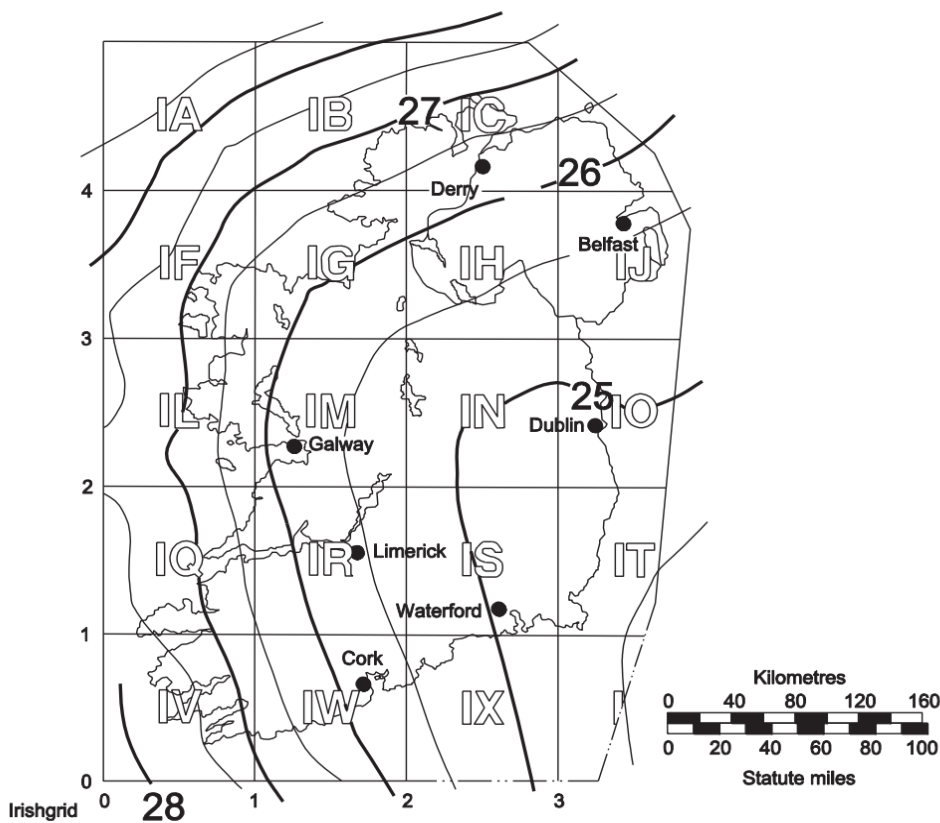 IA
IB
27
IC
4
Derry
26
Belfast
IF
IG
IH
IJ
3
25
IL
IM
IN
IO
Dublin
Galway
2
IQ
IR
Limerick
IS
IT
Waterford
1
Cork
IV
IW
IX
I
Kilometres
0 40 80 120 160
0 20 40 60 80 100
Statute miles
0
0 1 2 3
Irishgrid
28